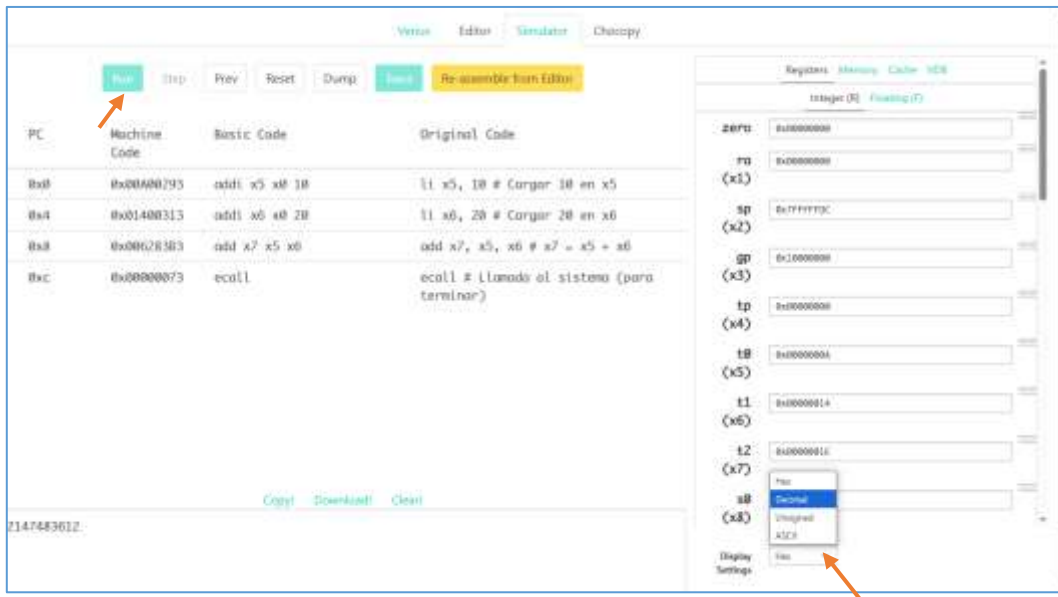 Venus Editor Simulator Chocopy
Run Step Prev Reset Dump Trace Re-assemble from Editor
PC Machine Code Basic Code Original Code
0x0 0x00A00293 addi x5 x0 10 li x5, 10 # Cargar 10 en x5
0x4 0x01400313 addi x6 x0 20 li x6, 20 # Cargar 20 en x6
0x8 0x006283B3 add x7 x5 x6 add x7, x5, x6 # x7 = x5 + x6
0xc 0x00000073 ecall ecall # Llamada al sistema (para
terminar)
Copy! Download! Clear!
2147483612
Registers Memory Cache VDB
Integer (R) Floating (F)
zero 0x00000000
ra (x1) 0x00000000
sp (x2) 0x7FFFFFDC
gp (x3) 0x10000000
tp (x4) 0x00000000
t0 (x5) 0x0000000A
t1 (x6) 0x00000014
t2 (x7) 0x0000001E
s0 (x8)
Hex
Decimal
Unsigned
ASCII
Display Settings Hex